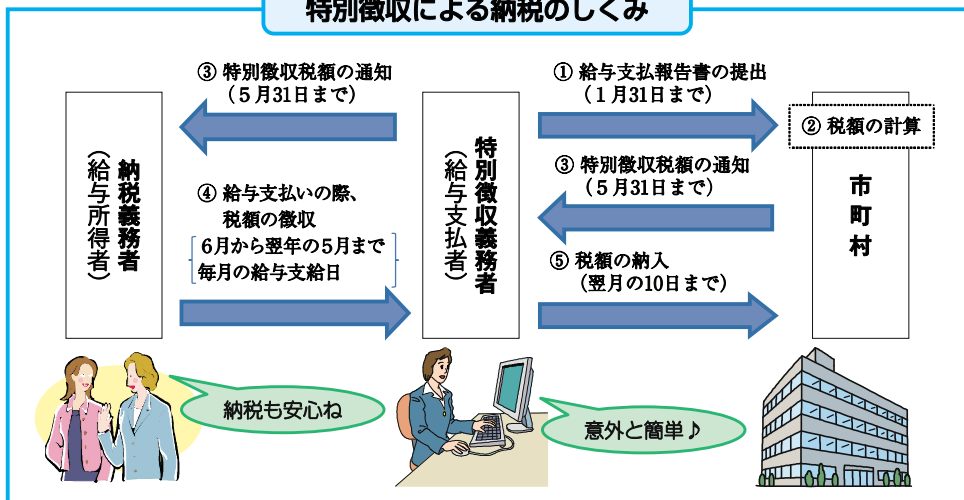 特別徴収による納税のしくみ
③ 特別徴収税額の通知
（５月31日まで）
① 給与支払報告書の提出
（１月31日まで）
② 税額の計算
納税義務者
（給与所得者）
特別徴収義務者
（給与支払者）
市町村
③ 特別徴収税額の通知
（５月31日まで）
④ 給与支払いの際、
税額の徴収
６月から翌年の５月まで
毎月の給与支給日
⑤ 税額の納入
（翌月の10日まで）
納税も安心ね
意外と簡単♪